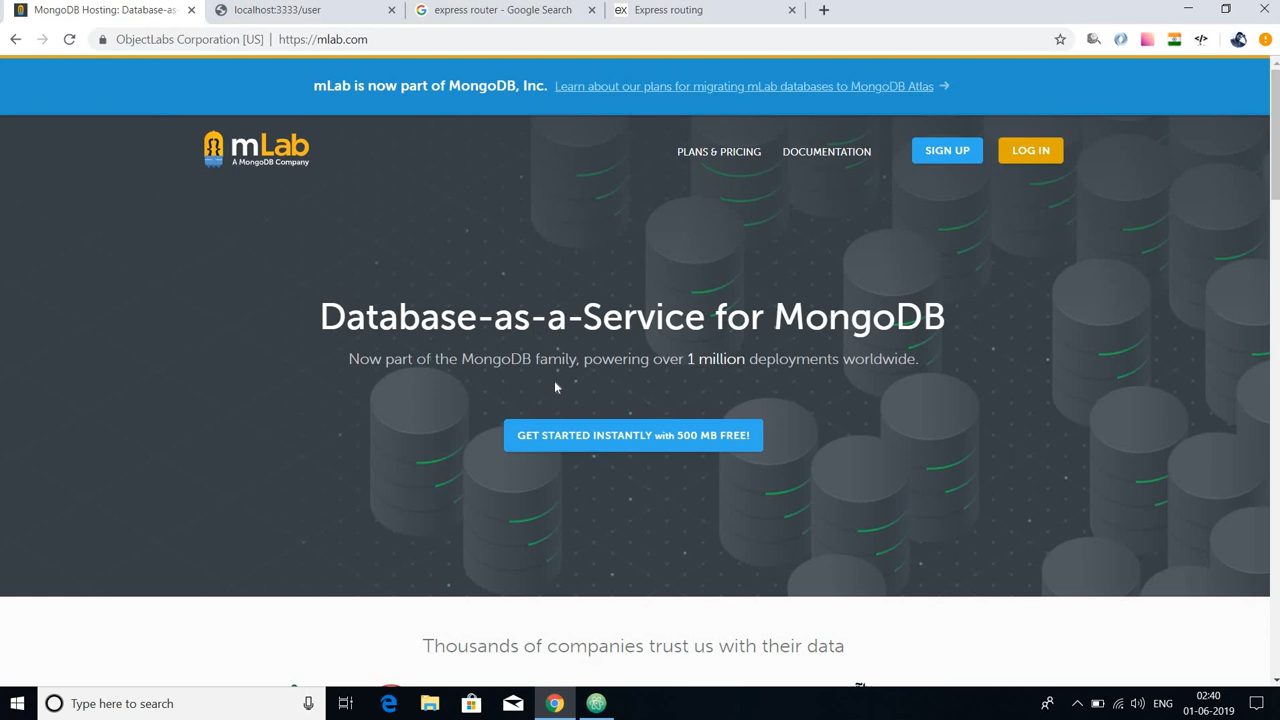 MongoDB Hosting: Database-as-
localhost:3333/user
express router - Google Search
ex
Express routing
ObjectLabs Corporation [US]
https://mlab.com
mLab is now part of MongoDB, Inc. Learn about our plans for migrating mLab databases to MongoDB Atlas →
mLab
A MongoDB Company
PLANS & PRICING
DOCUMENTATION
SIGN UP
LOG IN
Database-as-a-Service for MongoDB
Now part of the MongoDB family, powering over 1 million deployments worldwide.
GET STARTED INSTANTLY with 500 MB FREE!
Thousands of companies trust us with their data
Type here to search
ENG
02:40
01-06-2019